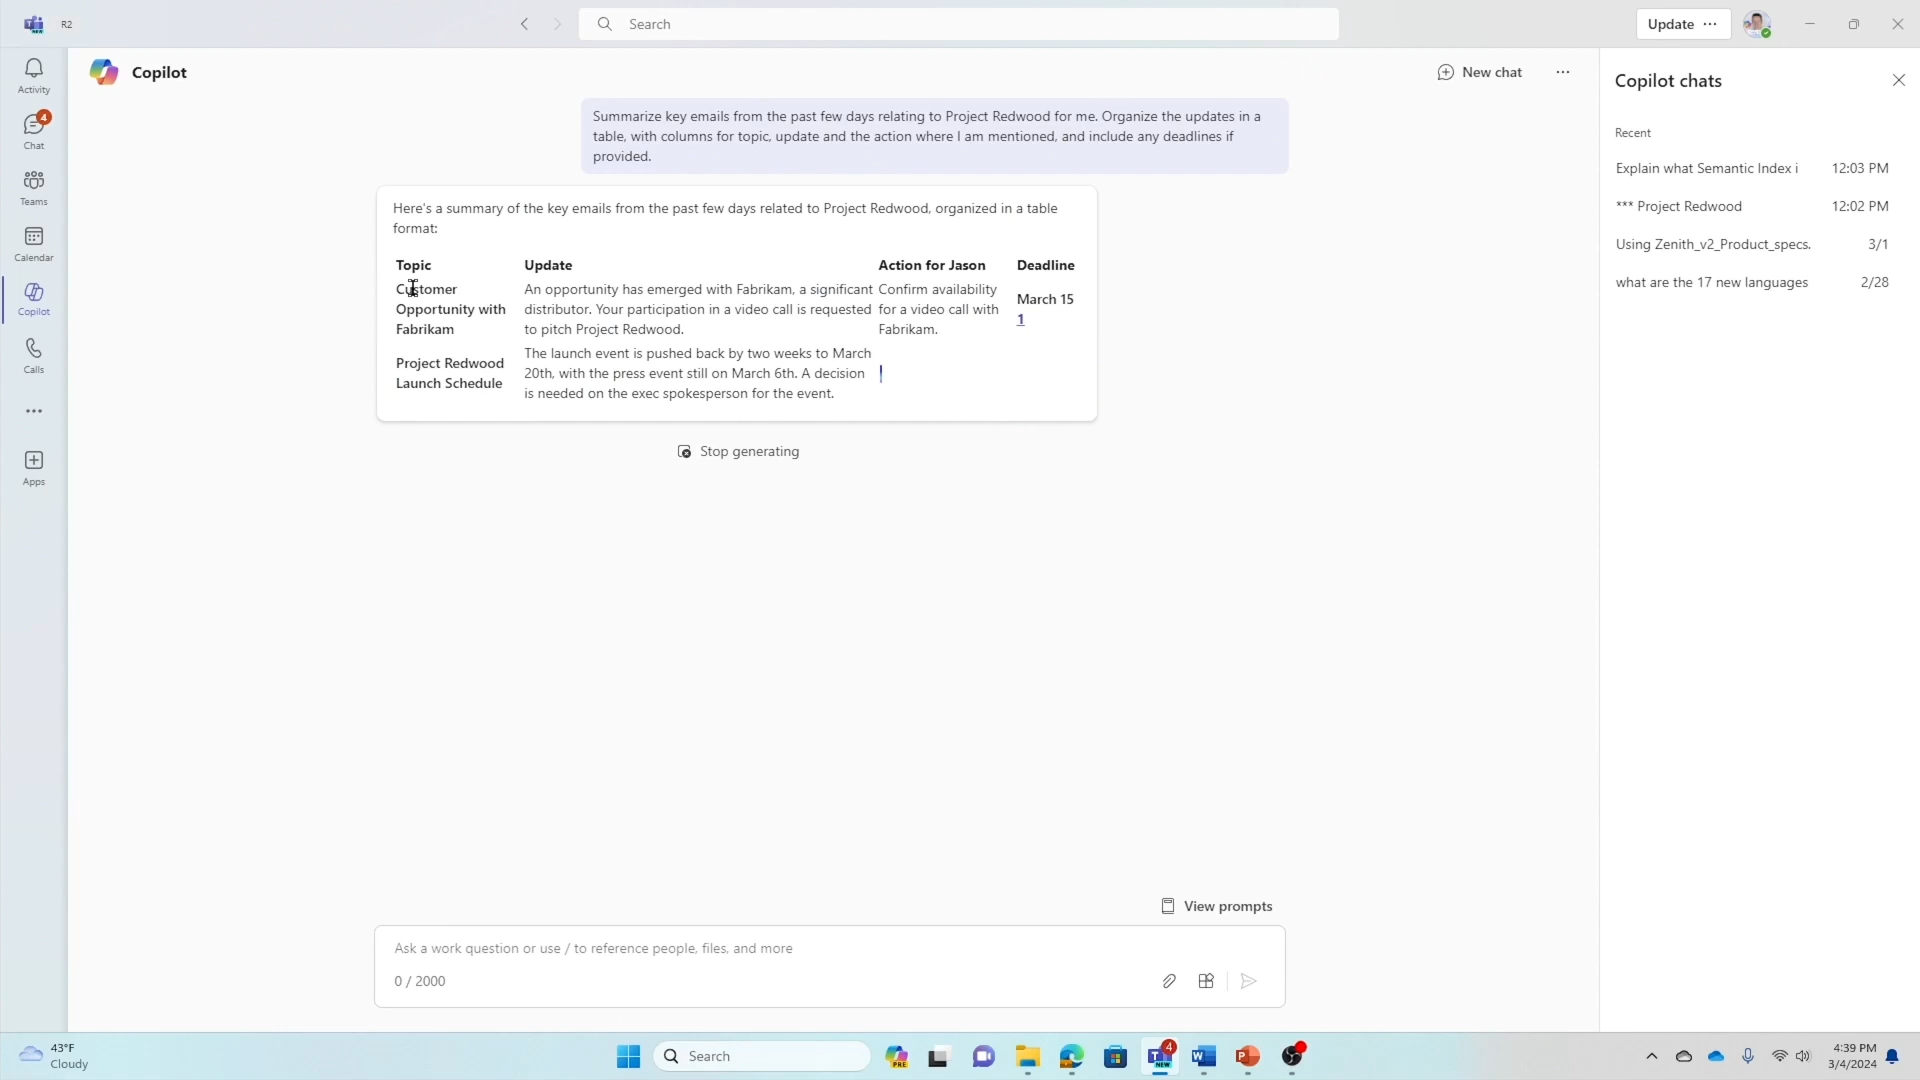 R2
Search
Update
Activity
4
Chat
Teams
Calendar
Copilot
Calls
Apps
Copilot
New chat
Summarize key emails from the past few days relating to Project Redwood for me. Organize the updates in a
table, with columns for topic, update and the action where I am mentioned, and include any deadlines if
provided.
Here's a summary of the key emails from the past few days related to Project Redwood, organized in a table
format:
Topic Update Action for Jason Deadline
Customer
Opportunity with
Fabrikam
An opportunity has emerged with Fabrikam, a significant
distributor. Your participation in a video call is requested
to pitch Project Redwood.
Confirm availability
for a video call with
Fabrikam.
March 15
1
Project Redwood
Launch Schedule
The launch event is pushed back by two weeks to March
20th, with the press event still on March 6th. A decision
is needed on the exec spokesperson for the event.
Stop generating
View prompts
Ask a work question or use / to reference people, files, and more
0 / 2000
Copilot chats
Recent
Explain what Semantic Index i 12:03 PM
*** Project Redwood 12:02 PM
Using Zenith_v2_Product_specs. 3/1
what are the 17 new languages 2/28
43°F
Cloudy
Search
PRE
4
NEW
4:39 PM
3/4/2024